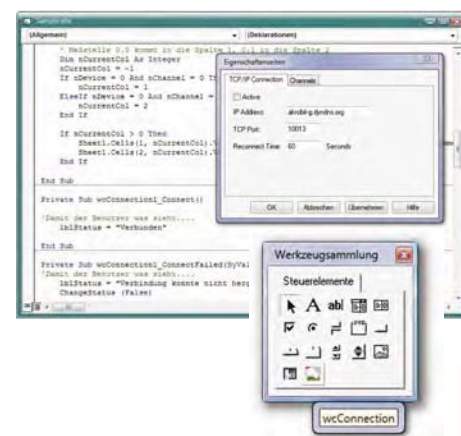 (Allgemein)
(Deklarationen)
' Meßstelle 0.0 kommt in die Spalte 1, 0.1 in die Spalte 2
Dim nCurrentCol As Integer
nCurrentCol = -1
If nDevice = 0 And nChannel = 0 Th
nCurrentCol = 1
ElseIf nDevice = 0 And nChannel =
nCurrentCol = 2
End If
If nCurrentCol > 0 Then
Sheet1.Cells(1, nCurrentCol).V
Sheet1.Cells(2, nCurrentCol).V
End If
End Sub
Private Sub wcConnection1_Connect()
'Damit der Benutzer was sieht....
lblStatus = "Verbunden"
End Sub
Private Sub wcConnection1_ConnectFailed(ByVal
'Damit der Benutzer was sieht....
lblStatus = "Verbindung konnte nicht herg
ChangeStatus (False)
Eigenschaftenseiten
TCP/IP Connection Channels
Active
IP Address:
TCP Port: 10013
Reconnect Time: 60 Seconds
OK Abbrechen Übernehmen Hilfe
Werkzeugsammlung
Steuerelemente
A ab|
wcConnection